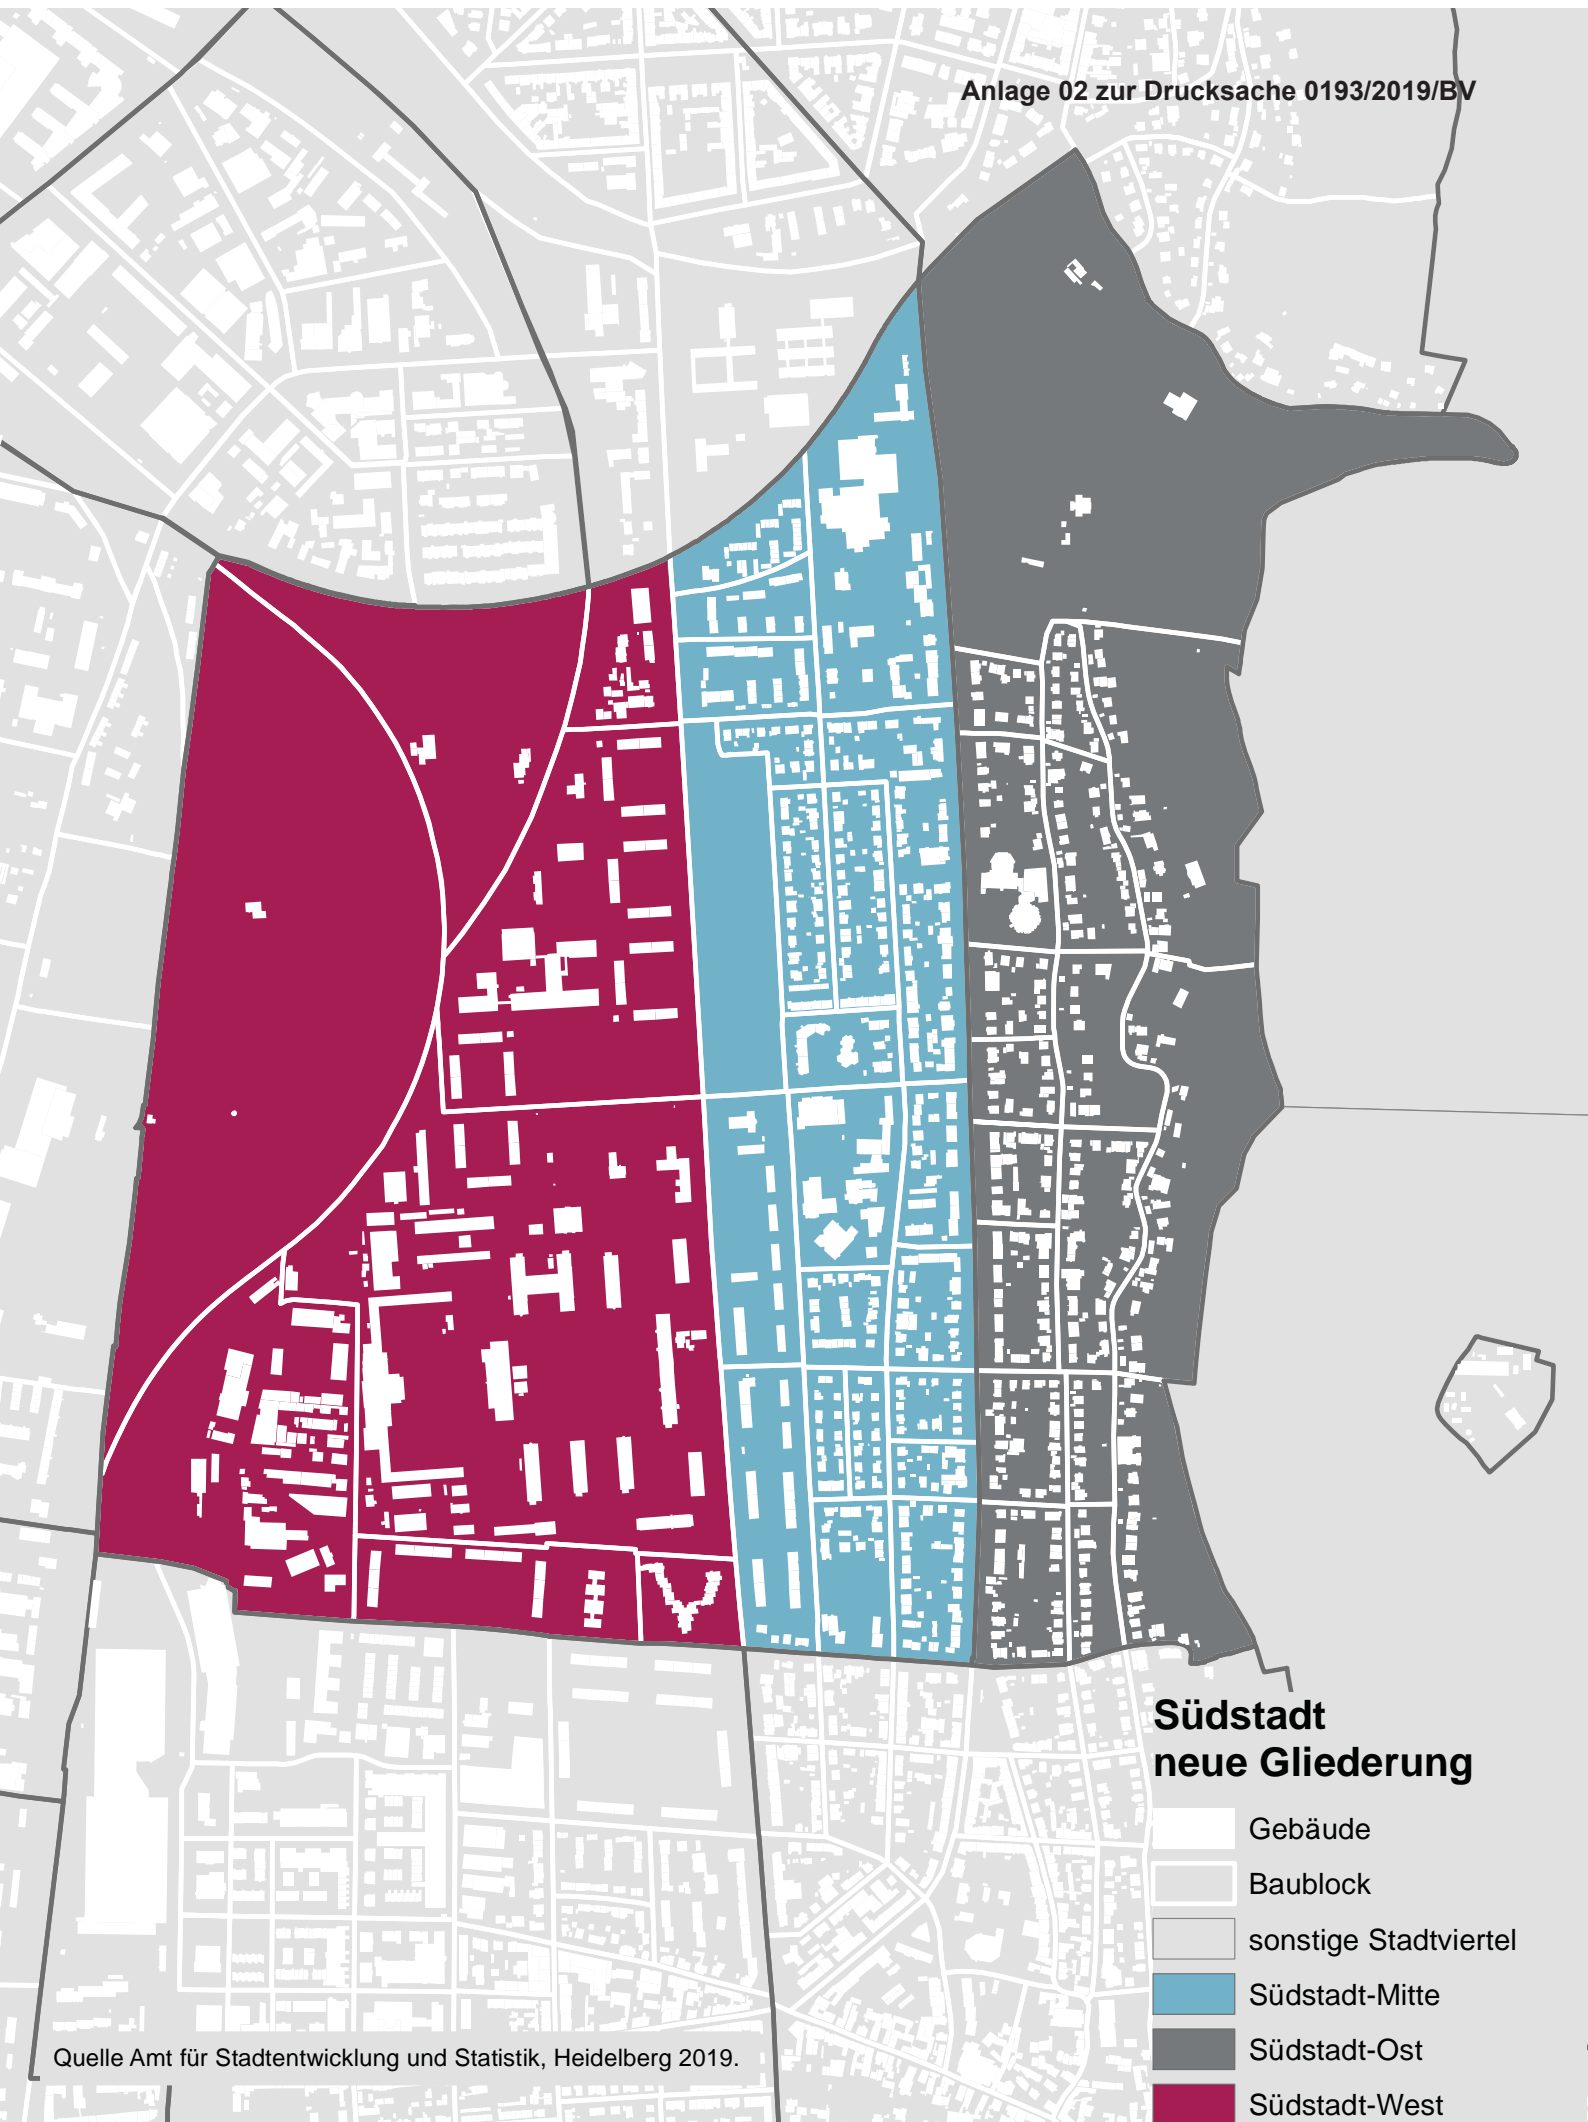 Anlage 02 zur Drucksache 0193/2019/BV
Südstadt
neue Gliederung
Gebäude
Baublock
sonstige Stadtviertel
Südstadt-Mitte
Südstadt-Ost
Südstadt-West
Quelle Amt für Stadtentwicklung und Statistik, Heidelberg 2019.